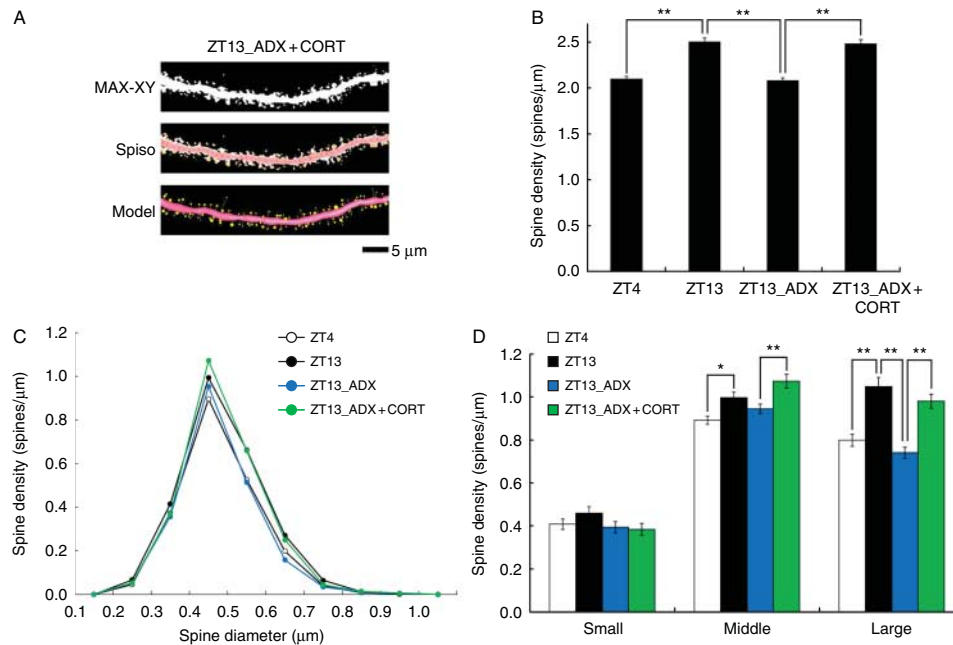 A
ZT13_ADX+CORT
MAX-XY
Spiso
Model
5 μm
B
** ** **
Spine density (spines/μm)
2.5
2.0
1.5
1.0
0.5
0.0
ZT4 ZT13 ZT13_ADX ZT13_ADX+
CORT
C
ZT4
ZT13
ZT13_ADX
ZT13_ADX+CORT
Spine density (spines/μm)
1.2
1.0
0.8
0.6
0.4
0.2
0.0
0.1 0.2 0.3 0.4 0.5 0.6 0.7 0.8 0.9 1.0 1.1
Spine diameter (μm)
D
ZT4
ZT13
ZT13_ADX
ZT13_ADX+CORT
* ** ** ** **
Spine density (spines/μm)
1.2
1.0
0.8
0.6
0.4
0.2
0.0
Small Middle Large